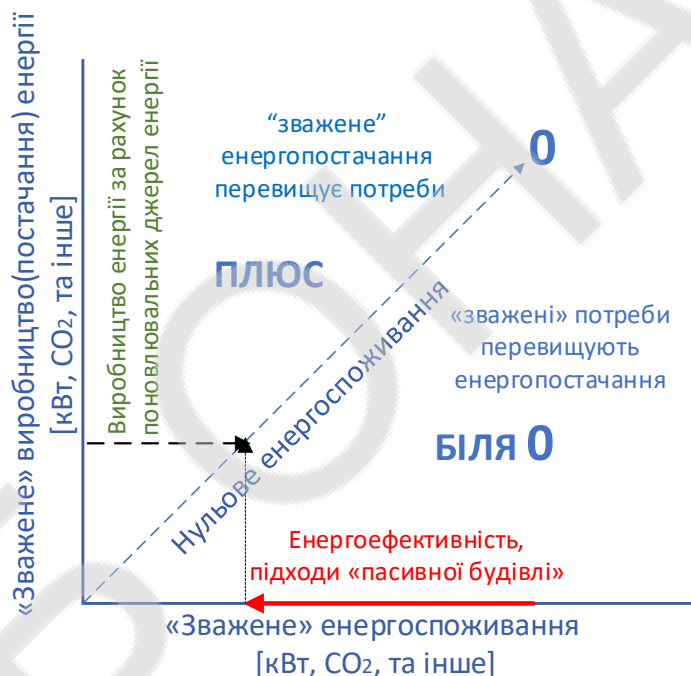 «Зважене» виробництво(постачання) енергії
[кВт, CO2, та інше]
Виробництво енергії за рахунок
поновлювальних джерел енергії
“зважене”
енергопостачання
перевищує потреби
0
ПЛЮС
Нульове енергоспоживання
«зважені» потреби
перевищують
енергопостачання
БІЛЯ 0
Енергоефективність,
підходи «пасивної будівлі»
«Зважене» енергоспоживання
[кВт, CO2, та інше]